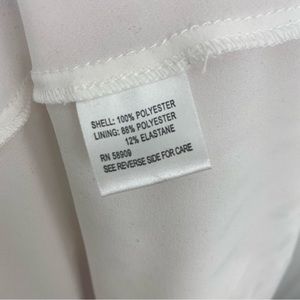 SHELL: 100% POLYESTER
LINING: 88% POLYESTER
12% ELASTANE
RN 58909
SEE REVERSE SIDE FOR CARE